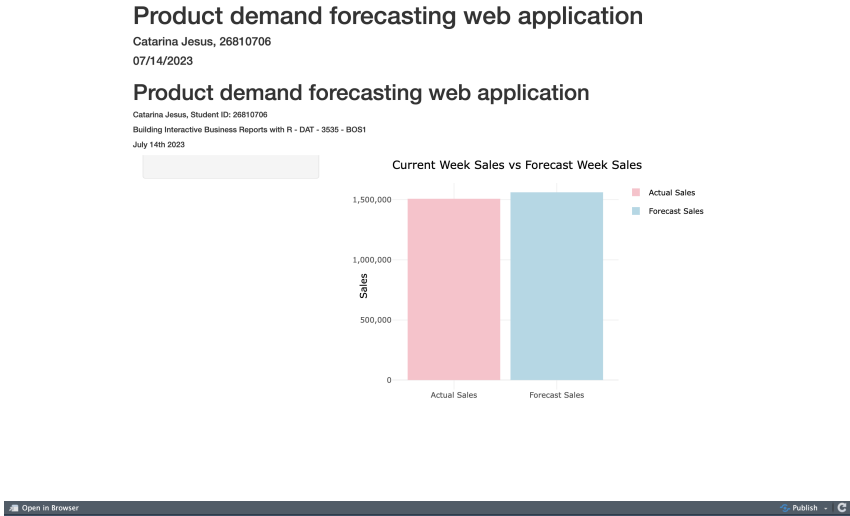 Product demand forecasting web application
Catarina Jesus, 26810706
07/14/2023
Product demand forecasting web application
Catarina Jesus, Student ID: 26810706
Building Interactive Business Reports with R - DAT - 3535 - BOS1
July 14th 2023
Current Week Sales vs Forecast Week Sales
Actual Sales
Forecast Sales
1,500,000
1,000,000
500,000
0
Sales
Actual Sales
Forecast Sales
Open in Browser
Publish